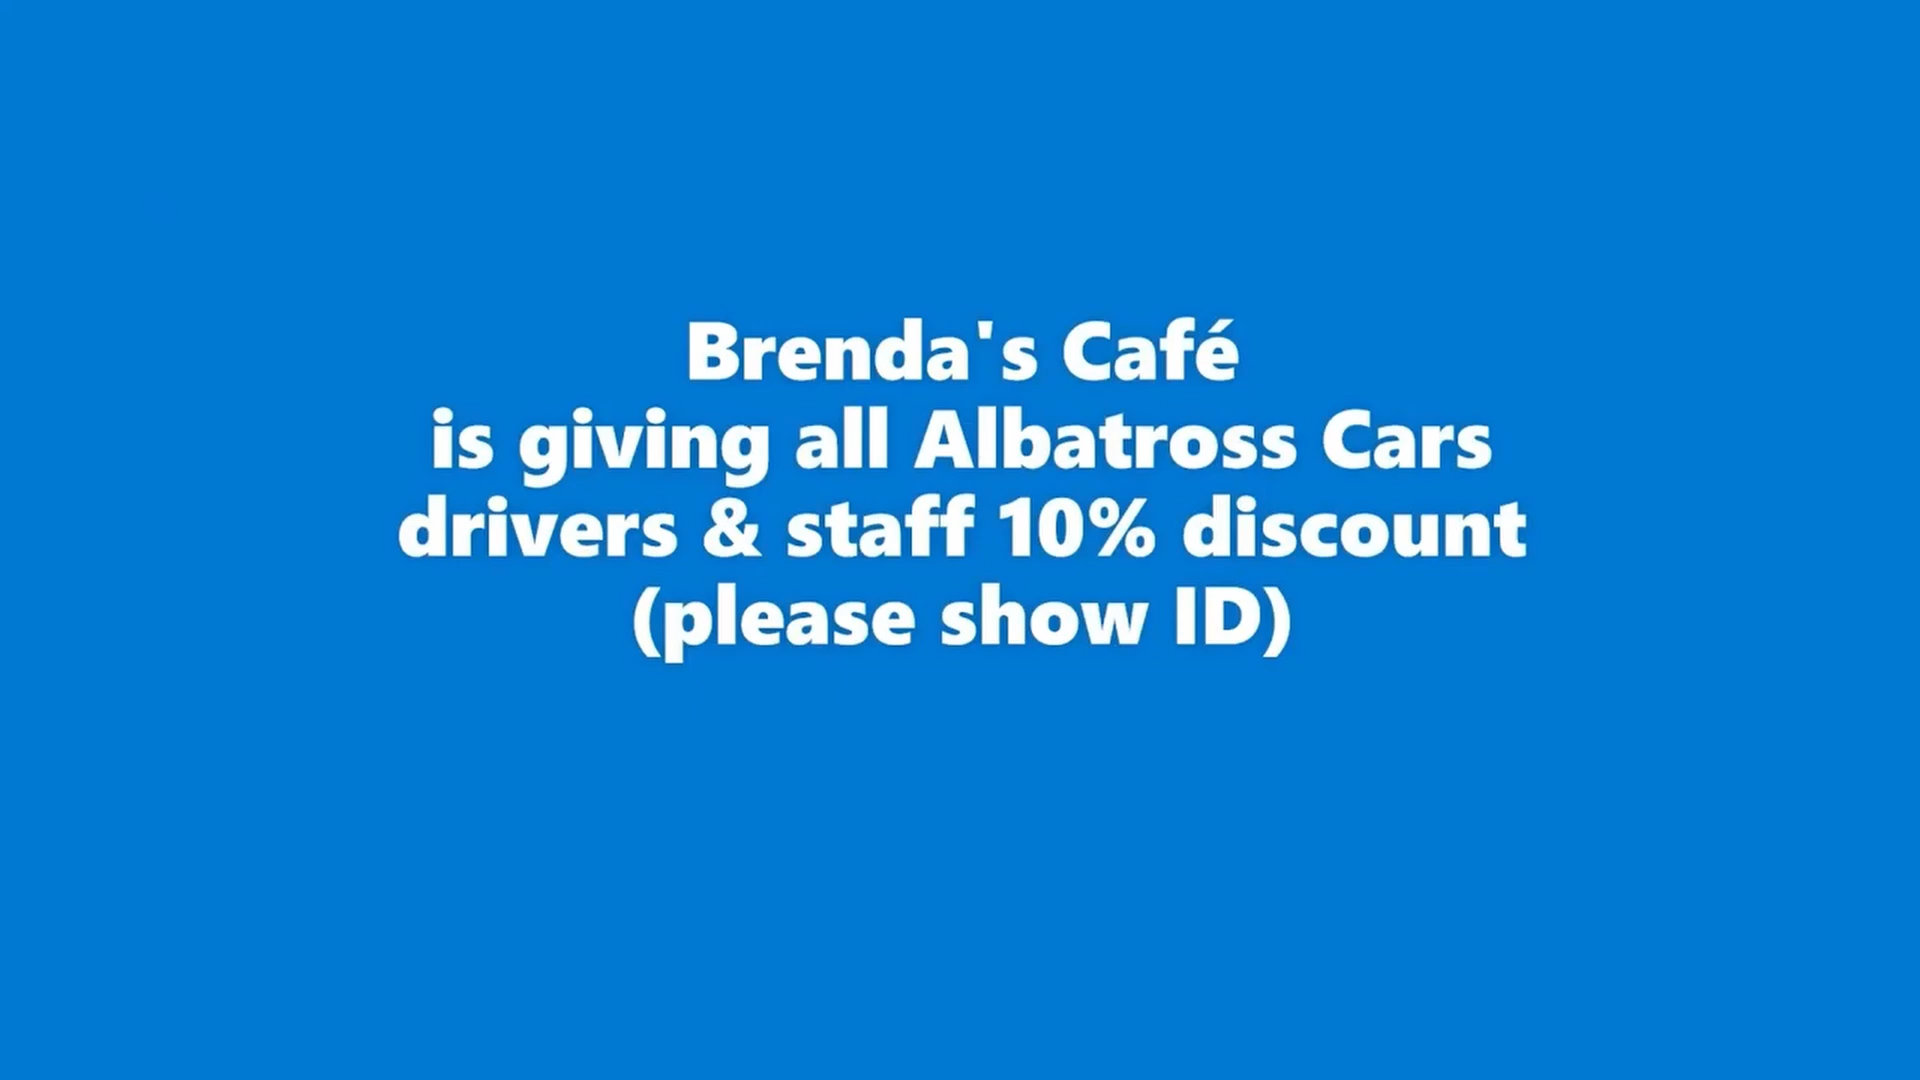 Brenda's Café
is giving all Albatross Cars
drivers & staff 10% discount
(please show ID)